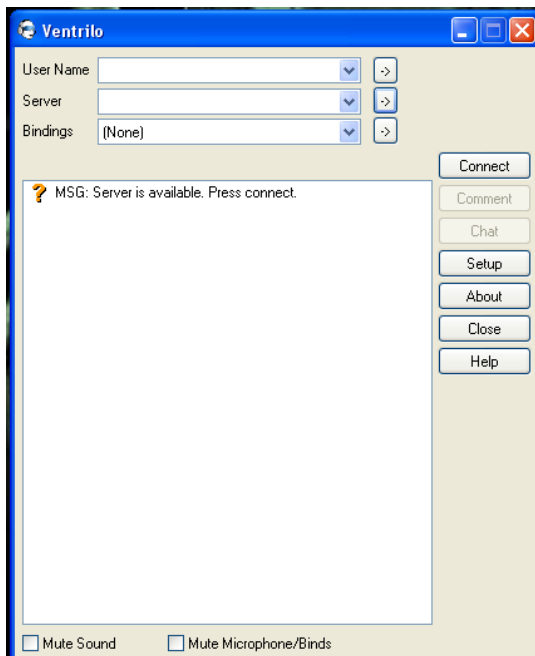 Ventrilo
User Name
->
Server
->
Bindings
(None)
->
Connect
MSG: Server is available. Press connect.
Comment
Chat
Setup
About
Close
Help
Mute Sound
Mute Microphone/Binds